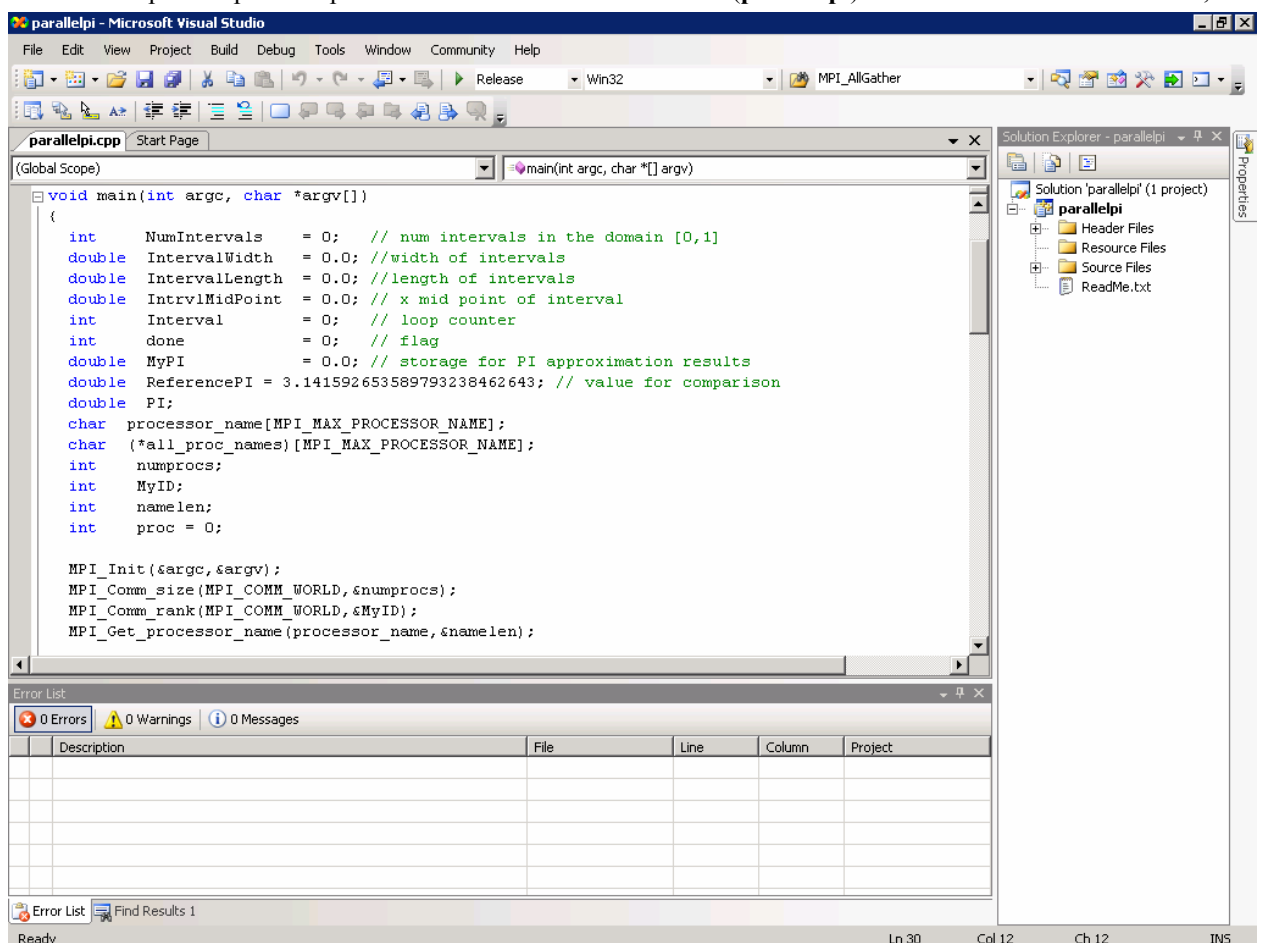 parallelpi - Microsoft Visual Studio
File Edit View Project Build Debug Tools Window Community Help
Release Win32 MPI_AllGather
parallelpi.cpp Start Page
(Global Scope) main(int argc, char *[] argv)
void main(int argc, char *argv[])
{
int NumIntervals = 0; // num intervals in the domain [0,1]
double IntervalWidth = 0.0; //width of intervals
double IntervalLength = 0.0; //length of intervals
double IntrvlMidPoint = 0.0; // x mid point of interval
int Interval = 0; // loop counter
int done = 0; // flag
double MyPI = 0.0; // storage for PI approximation results
double ReferencePI = 3.141592653589793238462643; // value for comparison
double PI;
char processor_name[MPI_MAX_PROCESSOR_NAME];
char (*all_proc_names)[MPI_MAX_PROCESSOR_NAME];
int numprocs;
int MyID;
int namelen;
int proc = 0;
MPI_Init(&argc,&argv);
MPI_Comm_size(MPI_COMM_WORLD,&numprocs);
MPI_Comm_rank(MPI_COMM_WORLD,&MyID);
MPI_Get_processor_name(processor_name,&namelen);
Solution Explorer - parallelpi
Solution 'parallelpi' (1 project)
parallelpi
Header Files
Resource Files
Source Files
ReadMe.txt
Properties
Error List
0 Errors 0 Warnings 0 Messages
Description File Line Column Project
Error List Find Results 1
Ready Ln 30 Col 12 Ch 12 INS